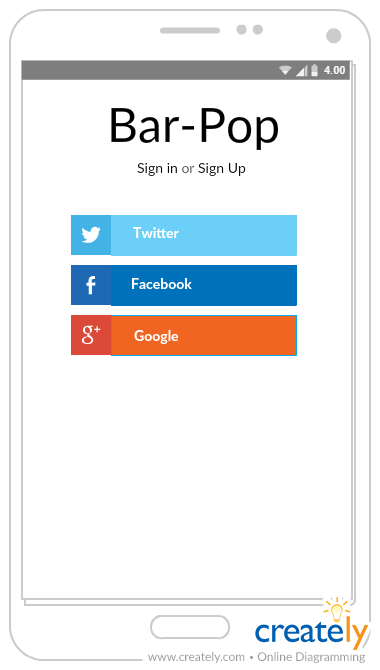 4.00
Bar-Pop
Sign in or Sign Up
Twitter
f Facebook
g+ Google
creately
www.creately.com • Online Diagramming